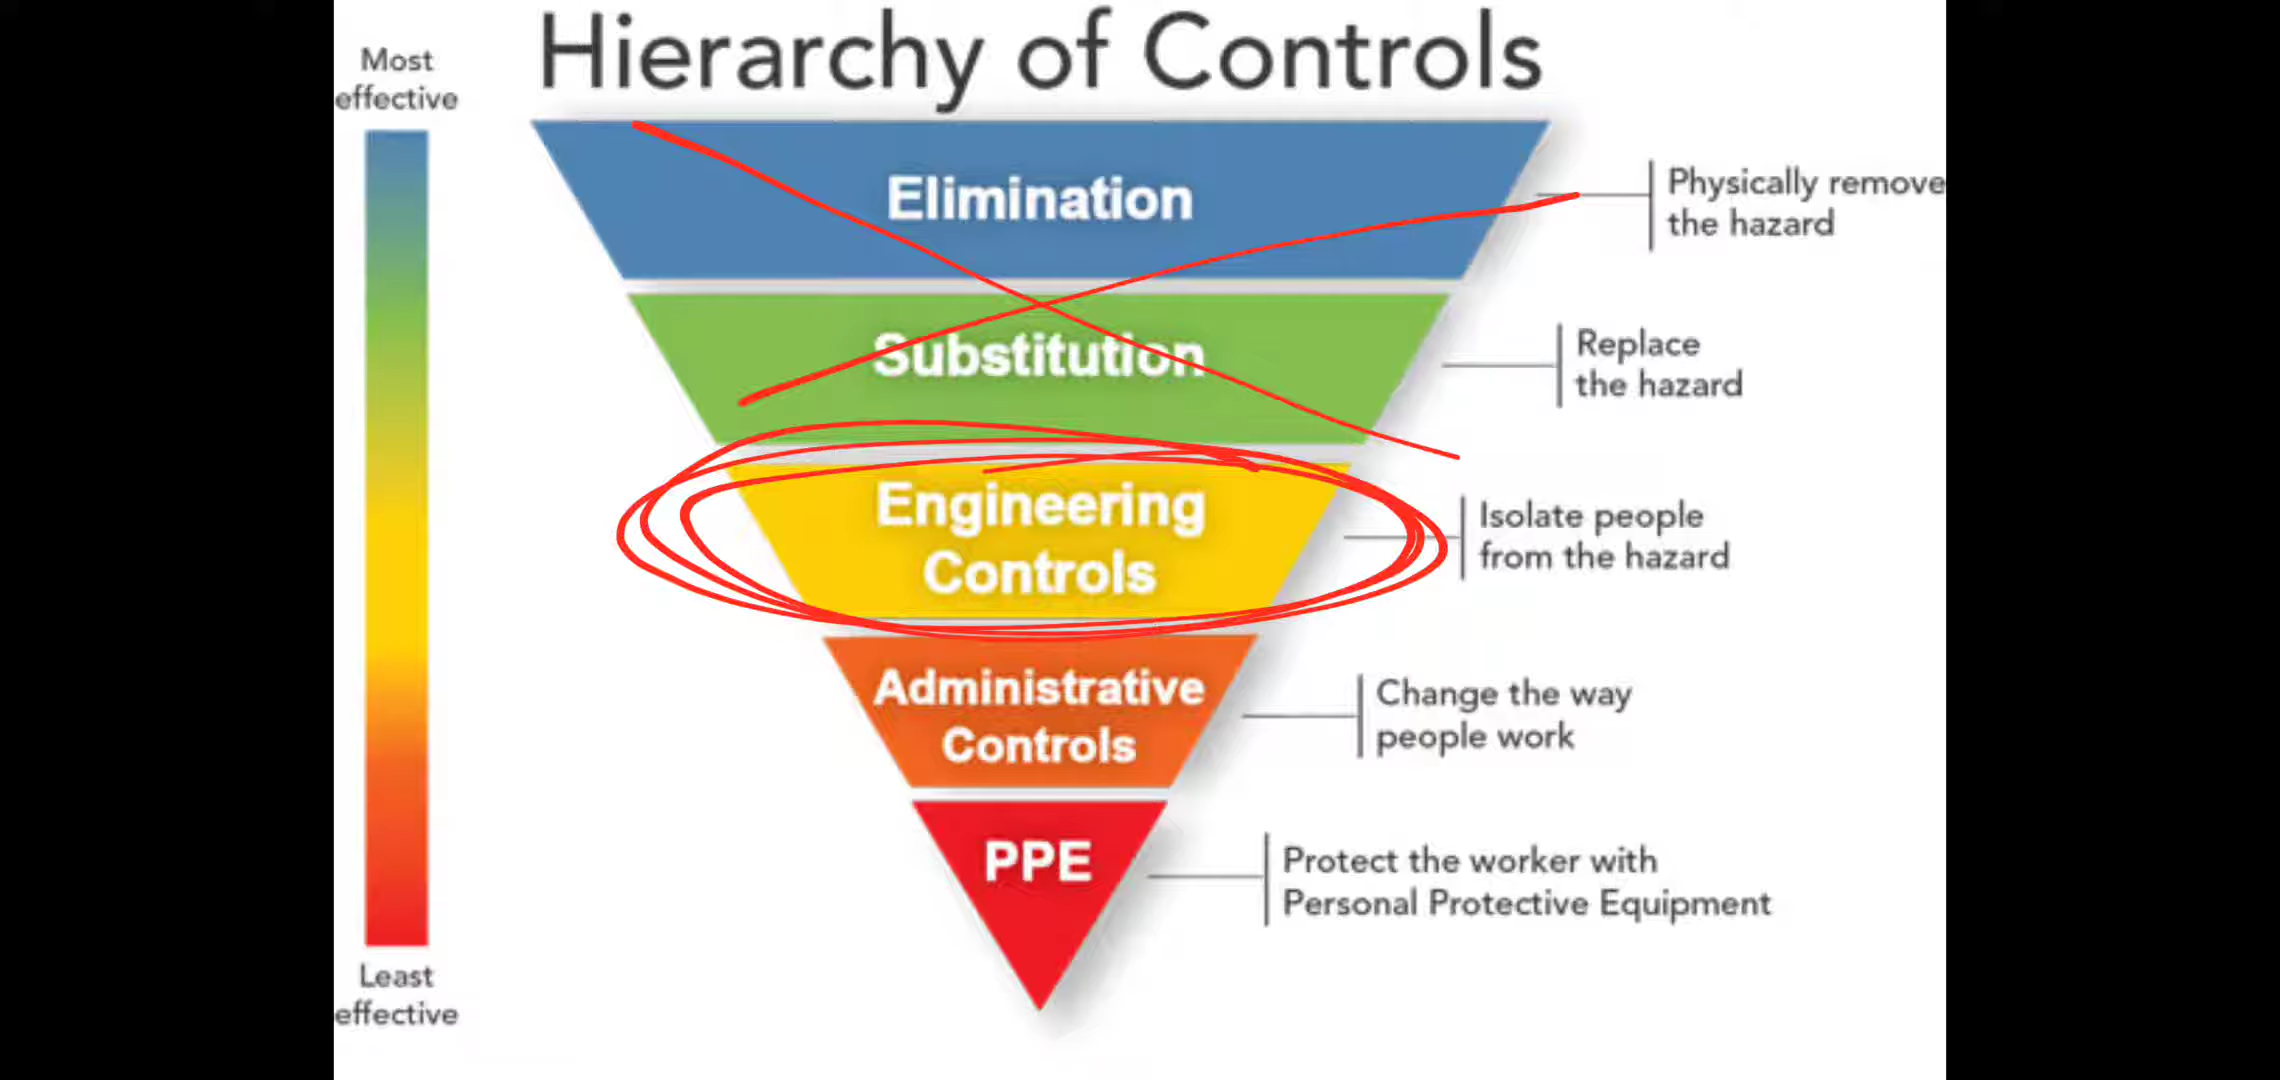 Hierarchy of Controls
Most
effective
Elimination
Physically remove
the hazard
Substitution
Replace
the hazard
Engineering
Controls
Isolate people
from the hazard
Administrative
Controls
Change the way
people work
PPE
Protect the worker with
Personal Protective Equipment
Least
effective